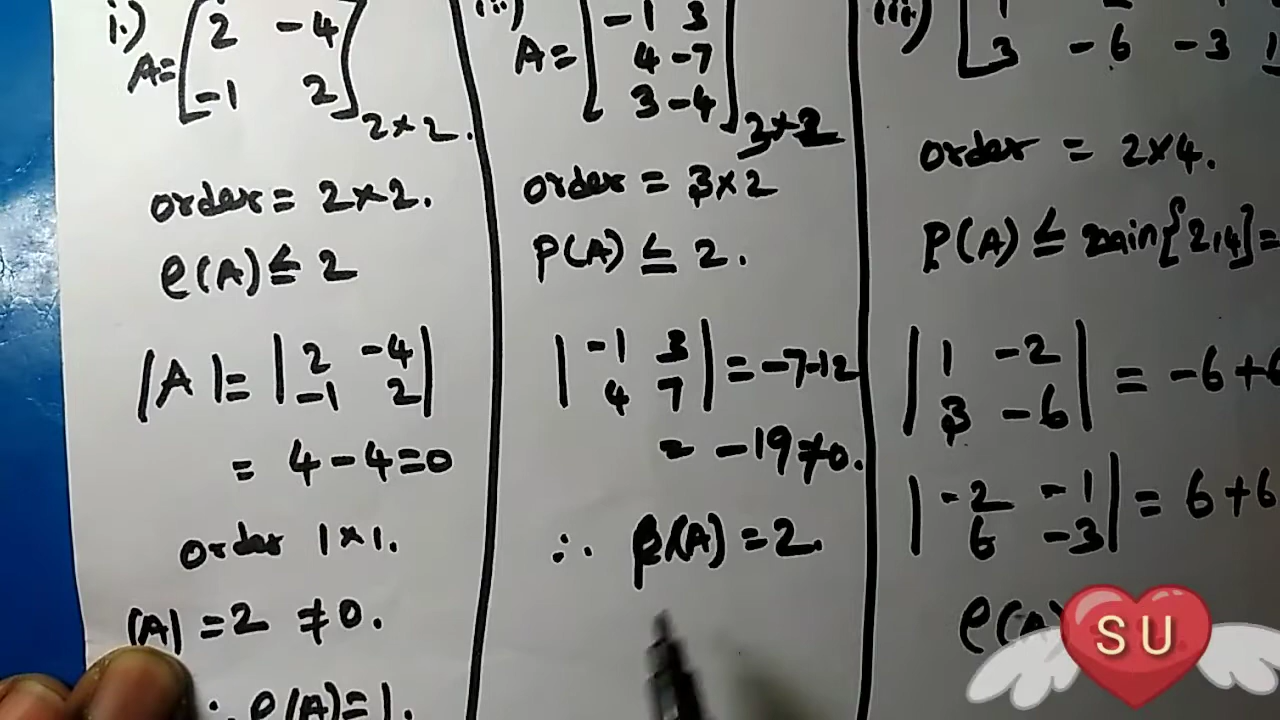 i.)
A= [ 2 -4
-1 2 ] 2×2.
order = 2×2.
ρ(A) ≤ 2
|A| = | 2 -4
-1 2 |
= 4-4=0
order 1×1.
|A| = 2 ≠ 0.
∴ ρ(A)=1.
ii)
A= [ -1 3
4 -7
3 -4 ] 3×2
order = 3×2
ρ(A) ≤ 2.
| -1 3
4 7 | = -7-12
= -19≠0.
∴ ρ(A) = 2.
iii)
3 -6 -3
order = 2×4.
ρ(A) ≤ min{2,4} =
| 1 -2
3 -6 | = -6+6
| -2 -1
6 -3 | = 6+6
ρ(A)
SU